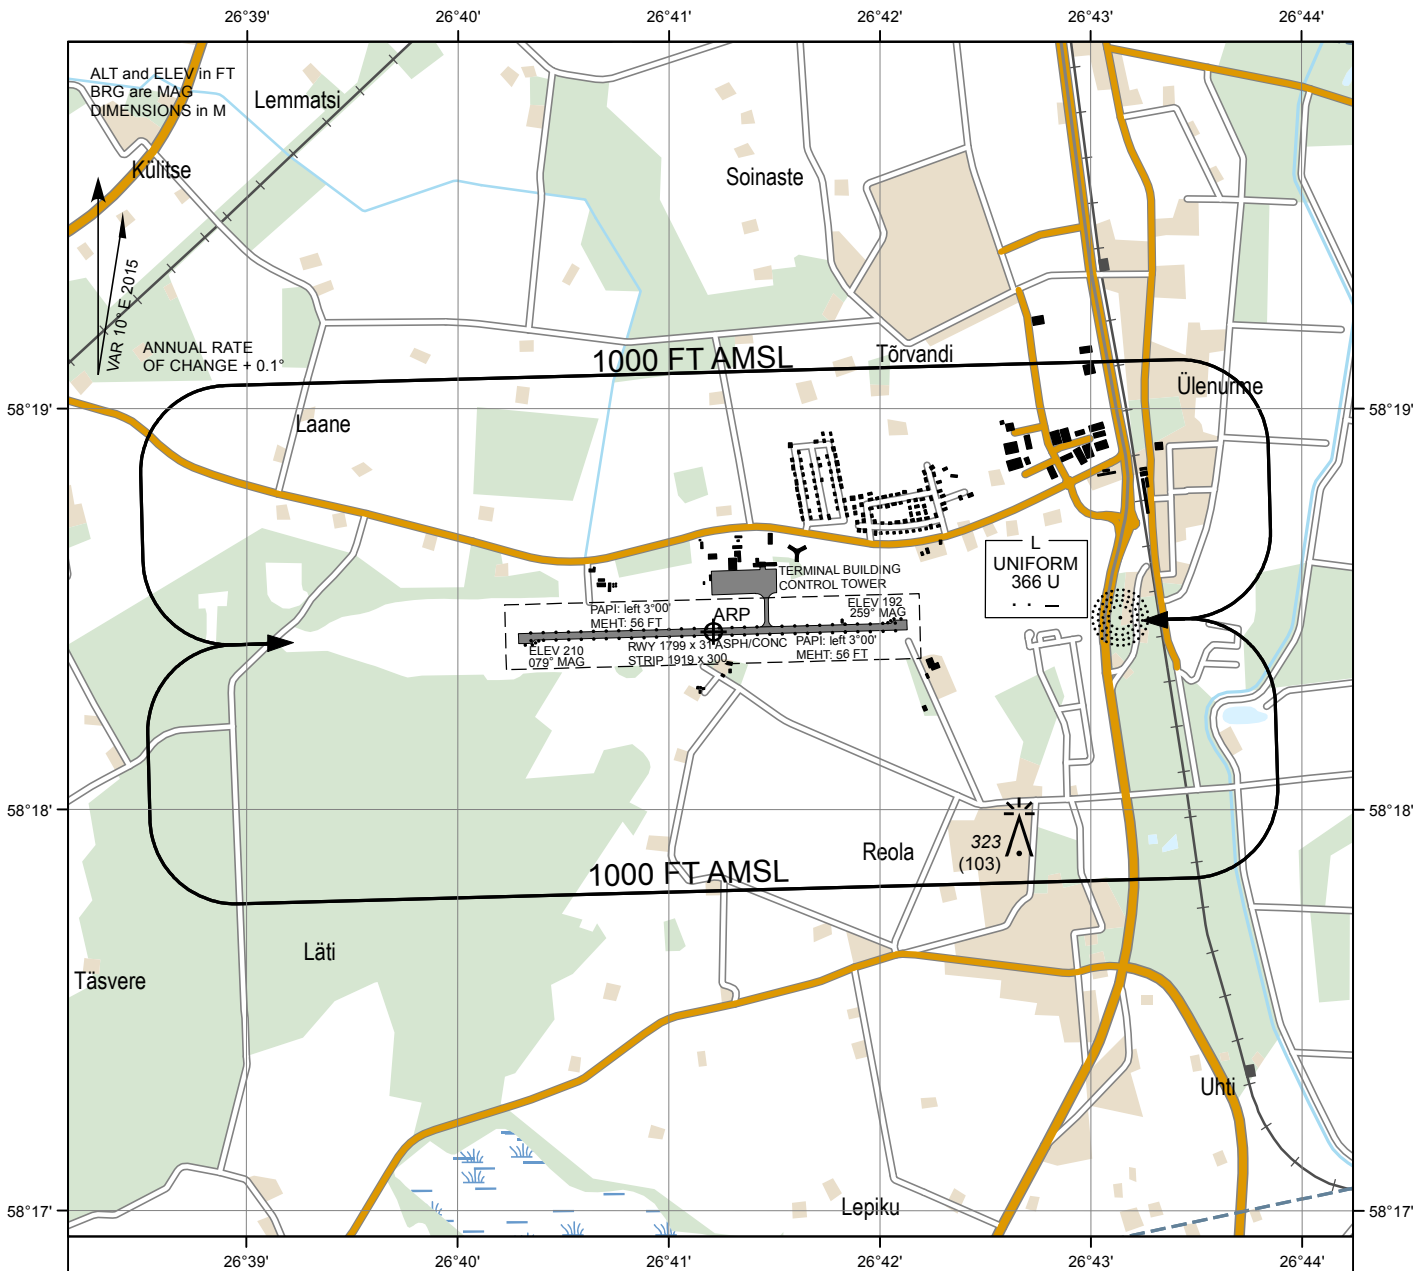 26°39'
26°40'
26°41'
26°42'
26°43'
26°44'
ALT and ELEV in FT
BRG are MAG
DIMENSIONS in M
Lemmatsi
Külitse
Soinaste
VAR 10° E 2015
ANNUAL RATE
OF CHANGE + 0.1°
1000 FT AMSL
Tõrvandi
Ülenurme
58°19'
58°19'
Laane
L
UNIFORM
366 U
· · —
TERMINAL BUILDING
CONTROL TOWER
PAPI: left 3°00'
MEHT: 56 FT
ARP
ELEV 192
259° MAG
ELEV 210
079° MAG
RWY 1799 x 31 ASPH/CONC
STRIP 1919 x 300
PAPI: left 3°00'
MEHT: 56 FT
58°18'
58°18'
323
(103)
Reola
1000 FT AMSL
Läti
Täsvere
Uhti
Lepiku
58°17'
58°17'
26°39'
26°40'
26°41'
26°42'
26°43'
26°44'